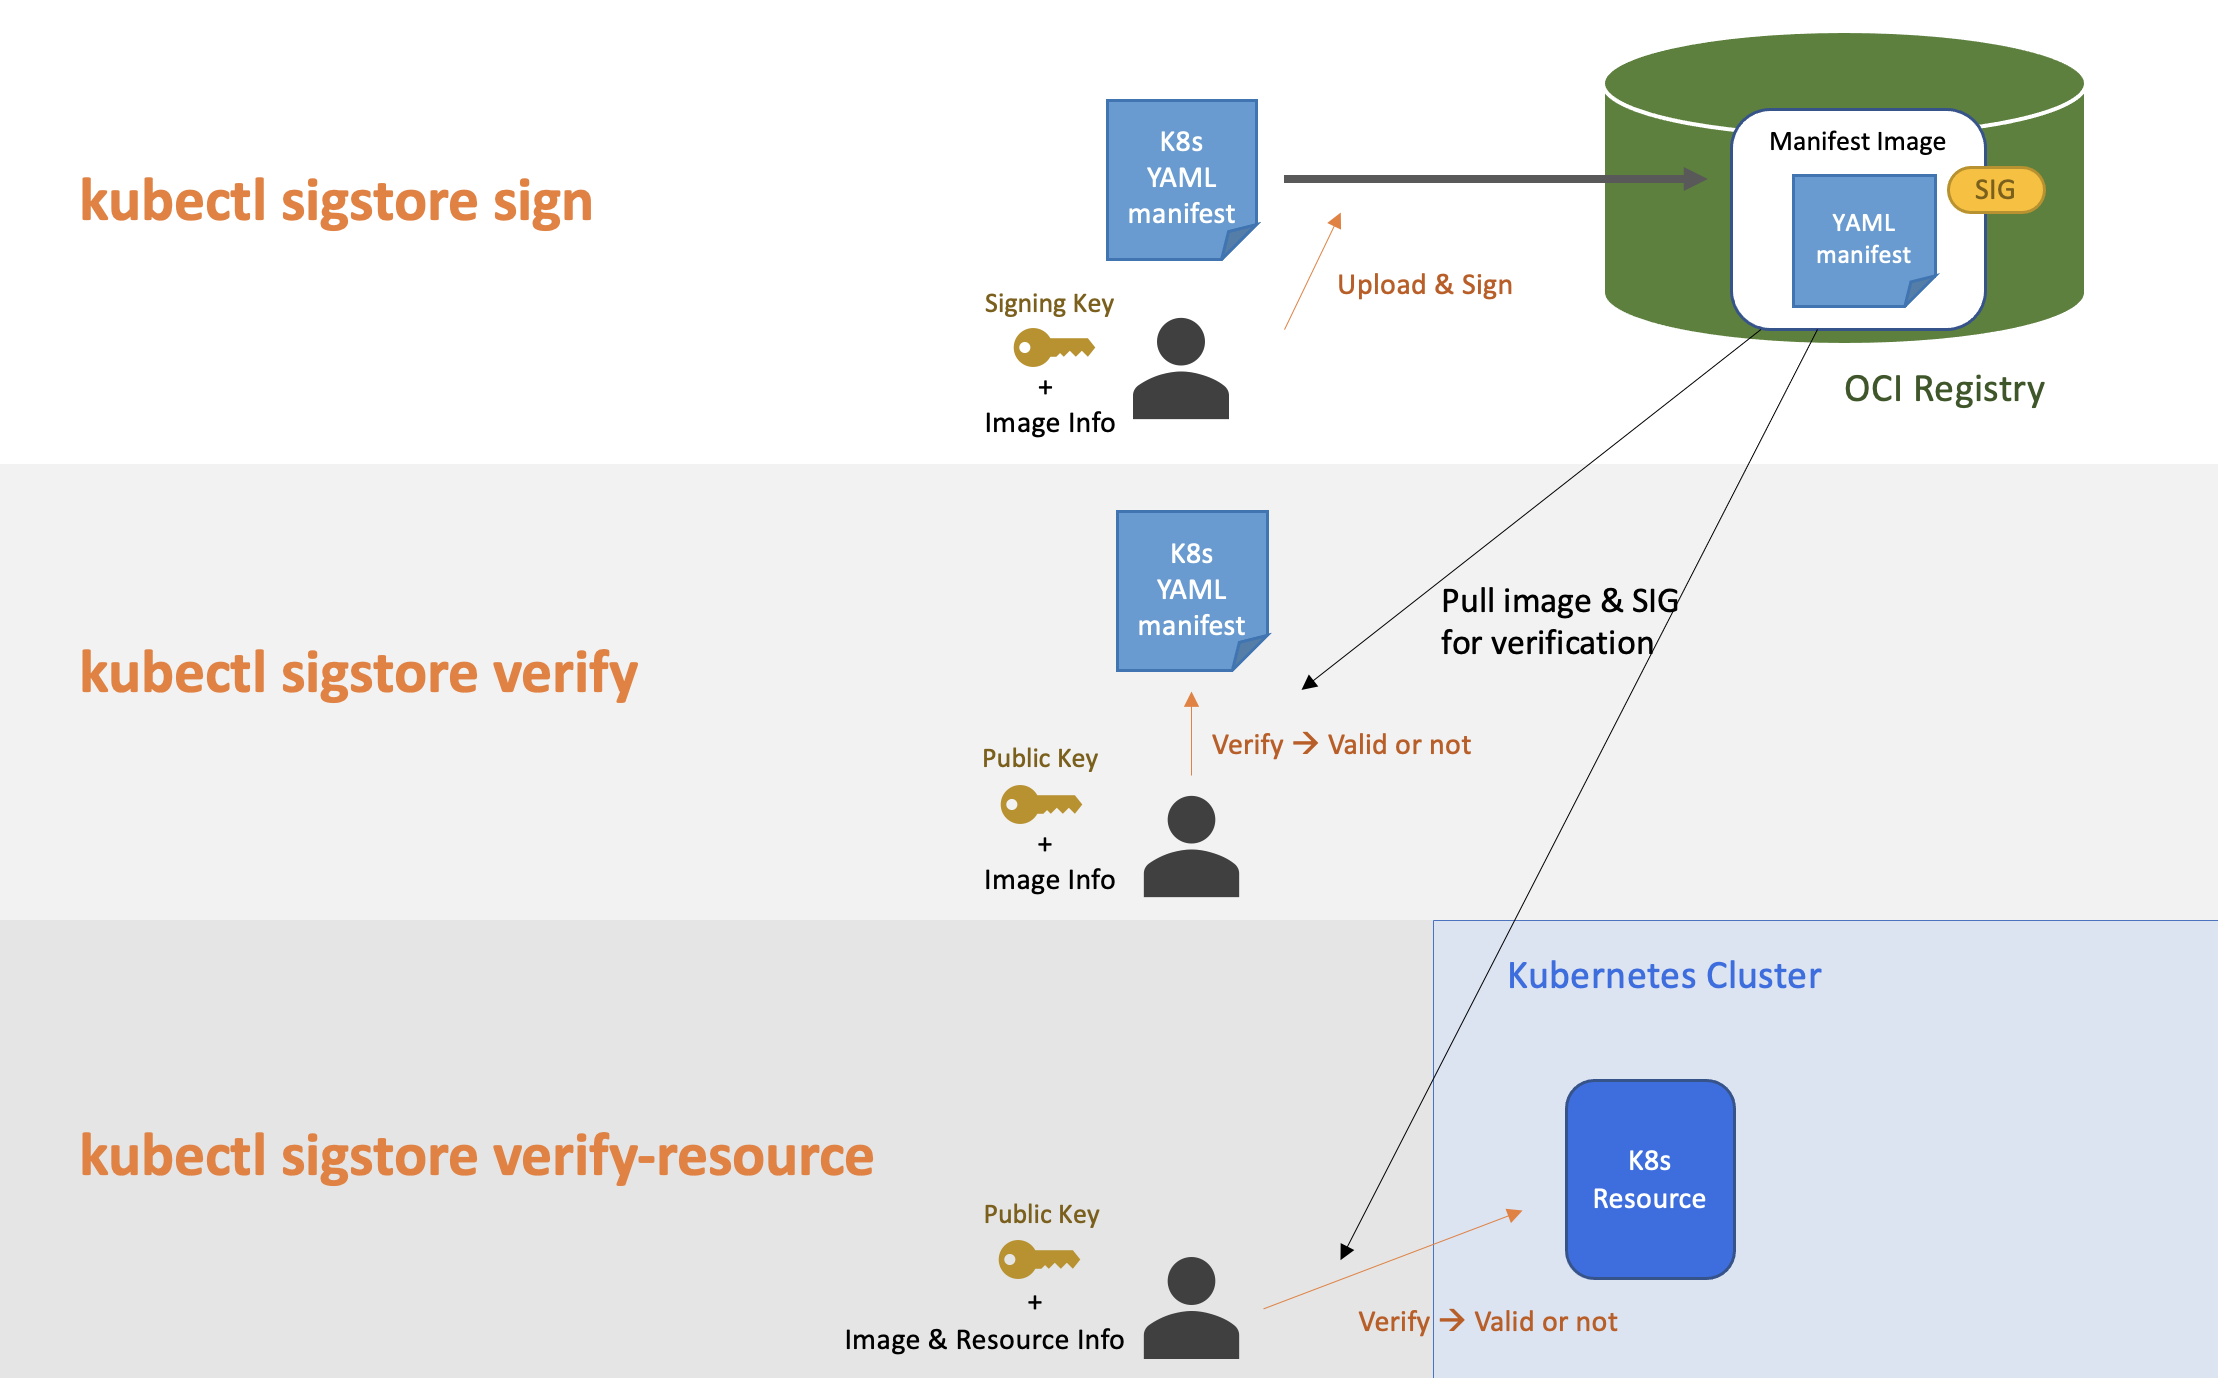 kubectl sigstore sign
K8s
YAML
manifest
Manifest Image
SIG
YAML
manifest
Upload & Sign
Signing Key
+
Image Info
OCI Registry
kubectl sigstore verify
K8s
YAML
manifest
Pull image & SIG
for verification
Verify → Valid or not
Public Key
+
Image Info
Kubernetes Cluster
kubectl sigstore verify-resource
K8s
Resource
Public Key
+
Image & Resource Info
Verify → Valid or not